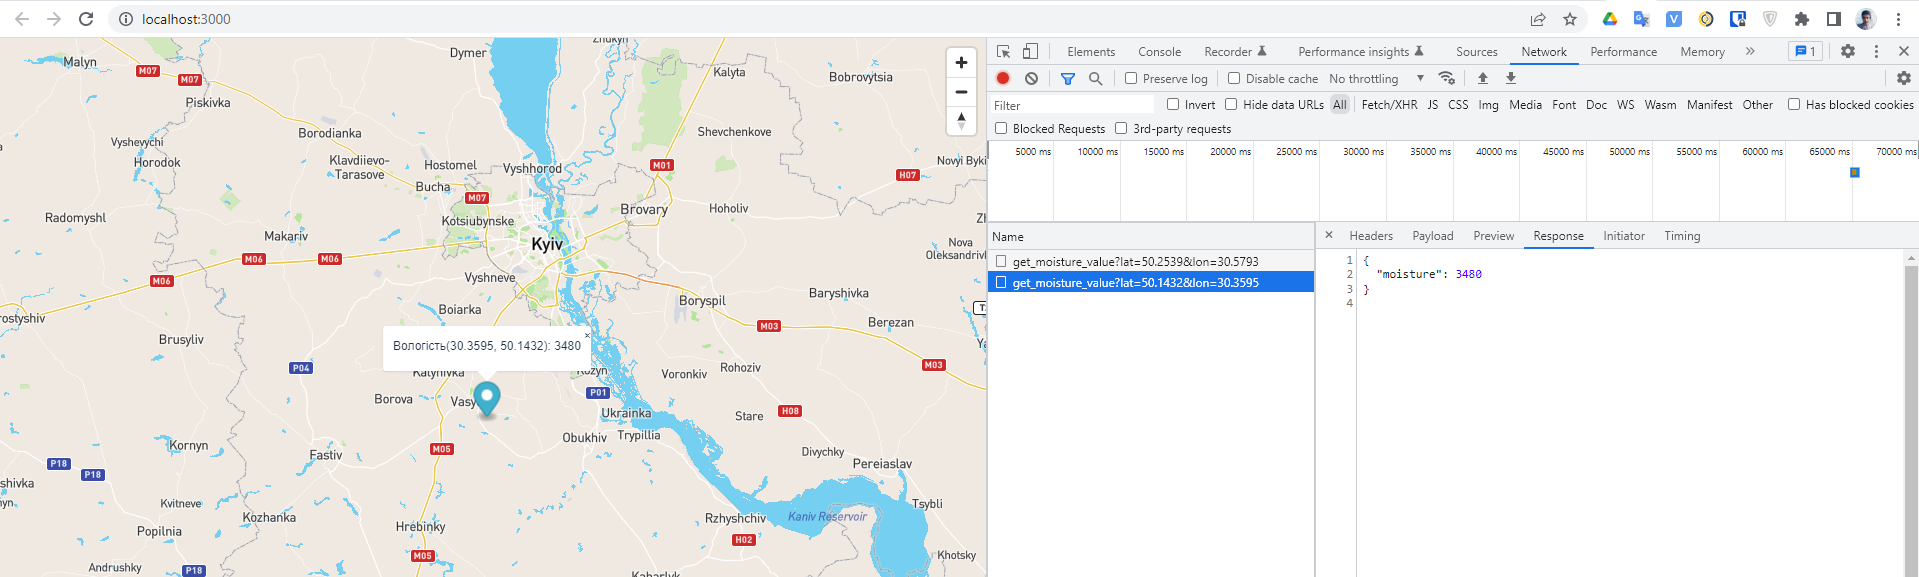 localhost:3000
Elements Console Recorder Performance insights Sources Network Performance Memory » 1
Preserve log Disable cache No throttling
Filter Invert Hide data URLs All Fetch/XHR JS CSS Img Media Font Doc WS Wasm Manifest Other Has blocked cookies
Blocked Requests 3rd-party requests
5000 ms 10000 ms 15000 ms 20000 ms 25000 ms 30000 ms 35000 ms 40000 ms 45000 ms 50000 ms 55000 ms 60000 ms 65000 ms 70000 ms
Name
get_moisture_value?lat=50.2539&lon=30.5793
get_moisture_value?lat=50.1432&lon=30.3595
× Headers Payload Preview Response Initiator Timing
1 {
2 "moisture": 3480
3 }
4
Dymer
Malyn
M07
M07
Kalyta
Bobrovytsia
Piskivka
Borodianka
Shevchenkove
Vyshevychi
Horodok
Klavdiievo-
Tarasove
Hostomel
Vyshhorod
M01
Novyi Byki
H07
Bucha
M07
Radomyshl
Kotsiubynske
Brovary
Hoholiv
Makariv
Kyiv
Nova
Oleksandrivl
M06
M06
M06
Vyshneve
Boryspil
Baryshivka
rostyshiv
Boiarka
M03
Berezan
Brusyliv
Вологість(30.3595, 50.1432): 3480
×
P04
Kalynivka
Kozyn
Voronkiv
Rohoziv
M03
Borova
Vasy
P01
Ukrainka
Stare
H08
Kornyn
Fastiv
M05
Obukhiv
Trypillia
Divychky
Pereiaslav
P18
P18
shivka
Kvitneve
Kozhanka
Tsybli
Popilnia
Hrebinky
Rzhyshchiv
Kaniv Reservoir
H02
M05
Khotsky
Andrushky
P18